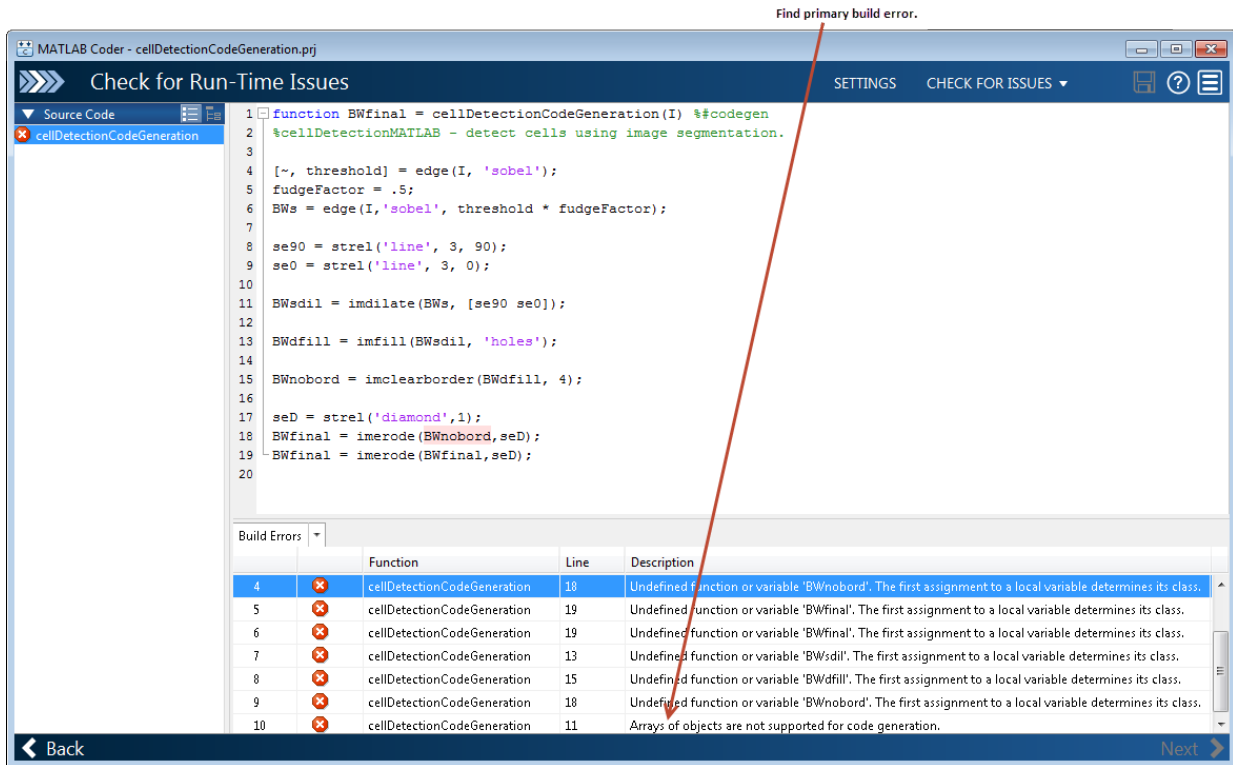 Find primary build error.
MATLAB Coder - cellDetectionCodeGeneration.prj
Check for Run-Time Issues
SETTINGS
CHECK FOR ISSUES
Source Code
cellDetectionCodeGeneration
1 function BWfinal = cellDetectionCodeGeneration(I) %#codegen
2 %cellDetectionMATLAB - detect cells using image segmentation.
3
4 [~, threshold] = edge(I, 'sobel');
5 fudgeFactor = .5;
6 BWs = edge(I,'sobel', threshold * fudgeFactor);
7
8 se90 = strel('line', 3, 90);
9 se0 = strel('line', 3, 0);
10
11 BWsdil = imdilate(BWs, [se90 se0]);
12
13 BWdfill = imfill(BWsdil, 'holes');
14
15 BWnobord = imclearborder(BWdfill, 4);
16
17 seD = strel('diamond',1);
18 BWfinal = imerode(BWnobord,seD);
19 BWfinal = imerode(BWfinal,seD);
20
Build Errors
Function Line Description
4 cellDetectionCodeGeneration 18 Undefined function or variable 'BWnobord'. The first assignment to a local variable determines its class.
5 cellDetectionCodeGeneration 19 Undefined function or variable 'BWfinal'. The first assignment to a local variable determines its class.
6 cellDetectionCodeGeneration 19 Undefined function or variable 'BWfinal'. The first assignment to a local variable determines its class.
7 cellDetectionCodeGeneration 13 Undefined function or variable 'BWsdil'. The first assignment to a local variable determines its class.
8 cellDetectionCodeGeneration 15 Undefined function or variable 'BWdfill'. The first assignment to a local variable determines its class.
9 cellDetectionCodeGeneration 18 Undefined function or variable 'BWnobord'. The first assignment to a local variable determines its class.
10 cellDetectionCodeGeneration 11 Arrays of objects are not supported for code generation.
Back
Next